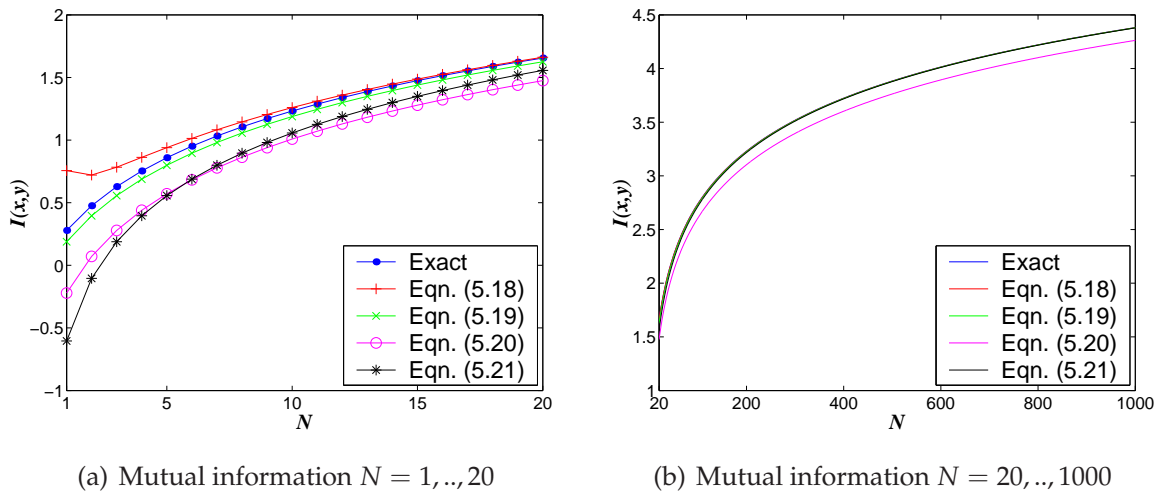 2
1.5
1
0.5
0
−0.5
−1
I(x,y)
1
5
10
15
20
N
Exact
Eqn. (5.18)
Eqn. (5.19)
Eqn. (5.20)
Eqn. (5.21)
(a) Mutual information N = 1, .., 20
4.5
4
3.5
3
2.5
2
1.5
1
I(x,y)
20
200
400
600
800
1000
N
Exact
Eqn. (5.18)
Eqn. (5.19)
Eqn. (5.20)
Eqn. (5.21)
(b) Mutual information N = 20, .., 1000